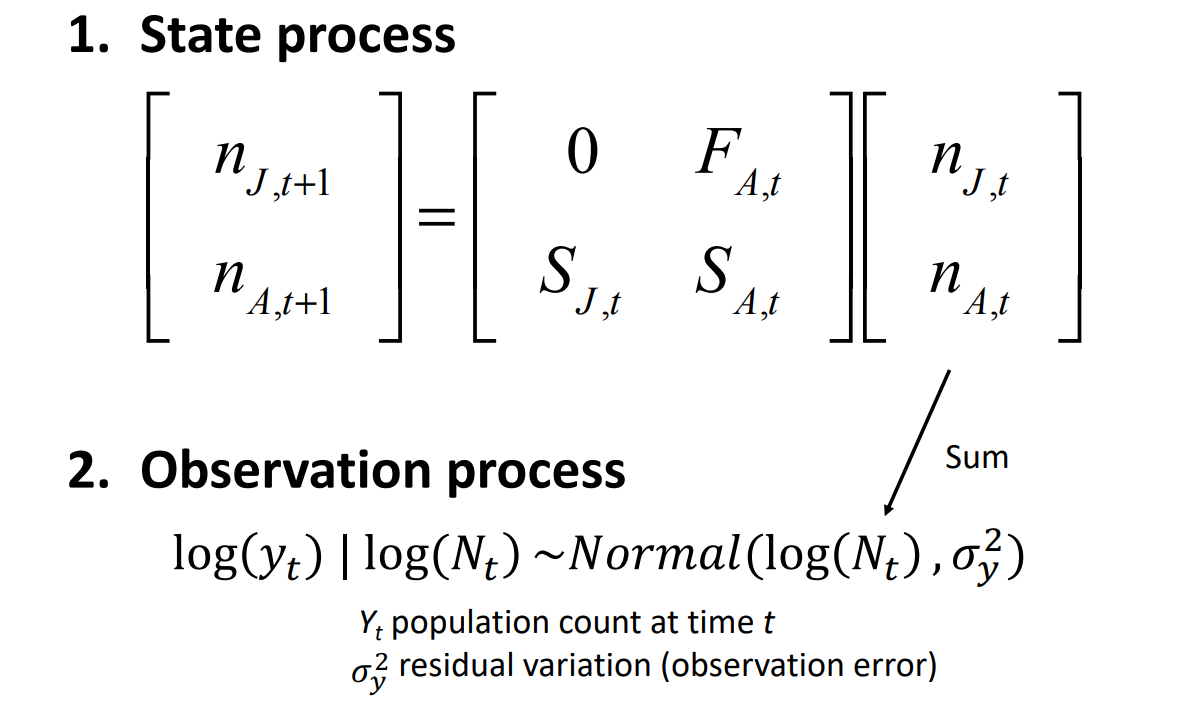 1. State process
[n_{J,t+1} ; n_{A,t+1}] = [0 F_{A,t} ; S_{J,t} S_{A,t}] [n_{J,t} ; n_{A,t}]
Sum
2. Observation process
log(y_t) | log(N_t) ~Normal(log(N_t) , σ_y^2)
Y_t population count at time t
σ_y^2 residual variation (observation error)